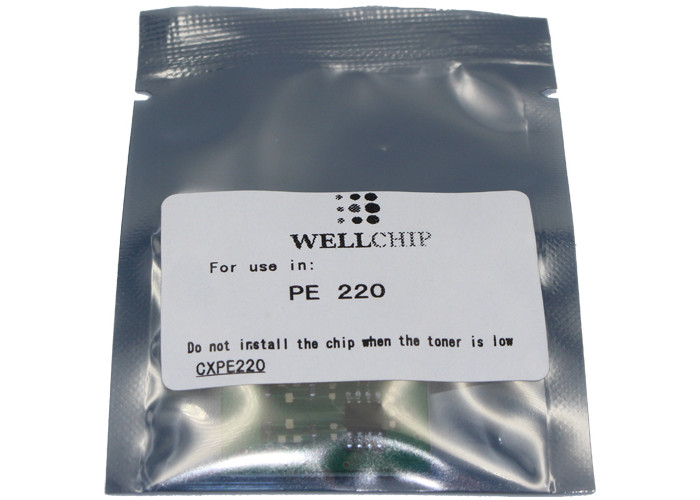 WELLCHIP
For use in:
PE 220
Do not install the chip when the toner is low
CXPE220